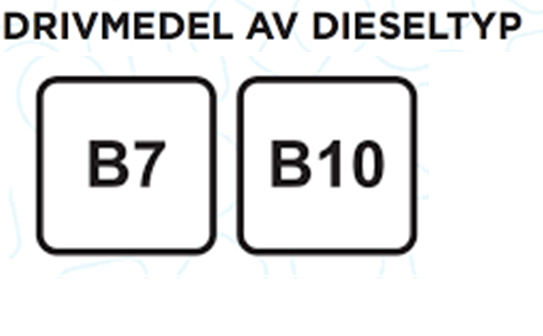 DRIVMEDEL AV DIESELTYP
B7 B10